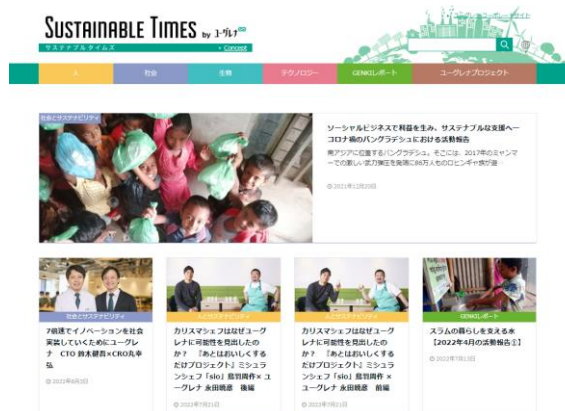 SUSTAINABLE TIMES by ユーグレナ
サステナブルタイムズ
Concept
人
社会
生物
テクノロジー
GENKIレポート
ユーグレナプロジェクト
社会とサステナビリティ
ソーシャルビジネスで利益を生み、サステナブルな支援へ―
コロナ禍のバングラデシュにおける活動報告
南アジアに位置するバングラデシュ。そこには、2017年のミャンマ
ーでの激しい武力弾圧を発端に88万人ものロヒンギャ族が避…
2021年12月23日
社会とサステナビリティ
7倍速でイノベーションを社会
実装していくためにユーグレ
ナ CTO 鈴木健吾×CRO丸幸
弘
2022年8月3日
人とサステナビリティ
カリスマシェフはなぜユーグ
レナに可能性を見出したの
か? 『あとはおいしくする
だけプロジェクト』ミシュラ
ンシェフ「sio」鳥羽周作× ユ
ーグレナ 永田暁彦 後編
2022年7月21日
人とサステナビリティ
カリスマシェフはなぜユーグ
レナに可能性を見出したの
か? 『あとはおいしくする
だけプロジェクト』ミシュラ
ンシェフ「sio」鳥羽周作× ユ
ーグレナ 永田暁彦 前編
2022年7月21日
GENKIレポート
スラムの暮らしを支える水
【2022年4月の活動報告①】
2022年7月13日